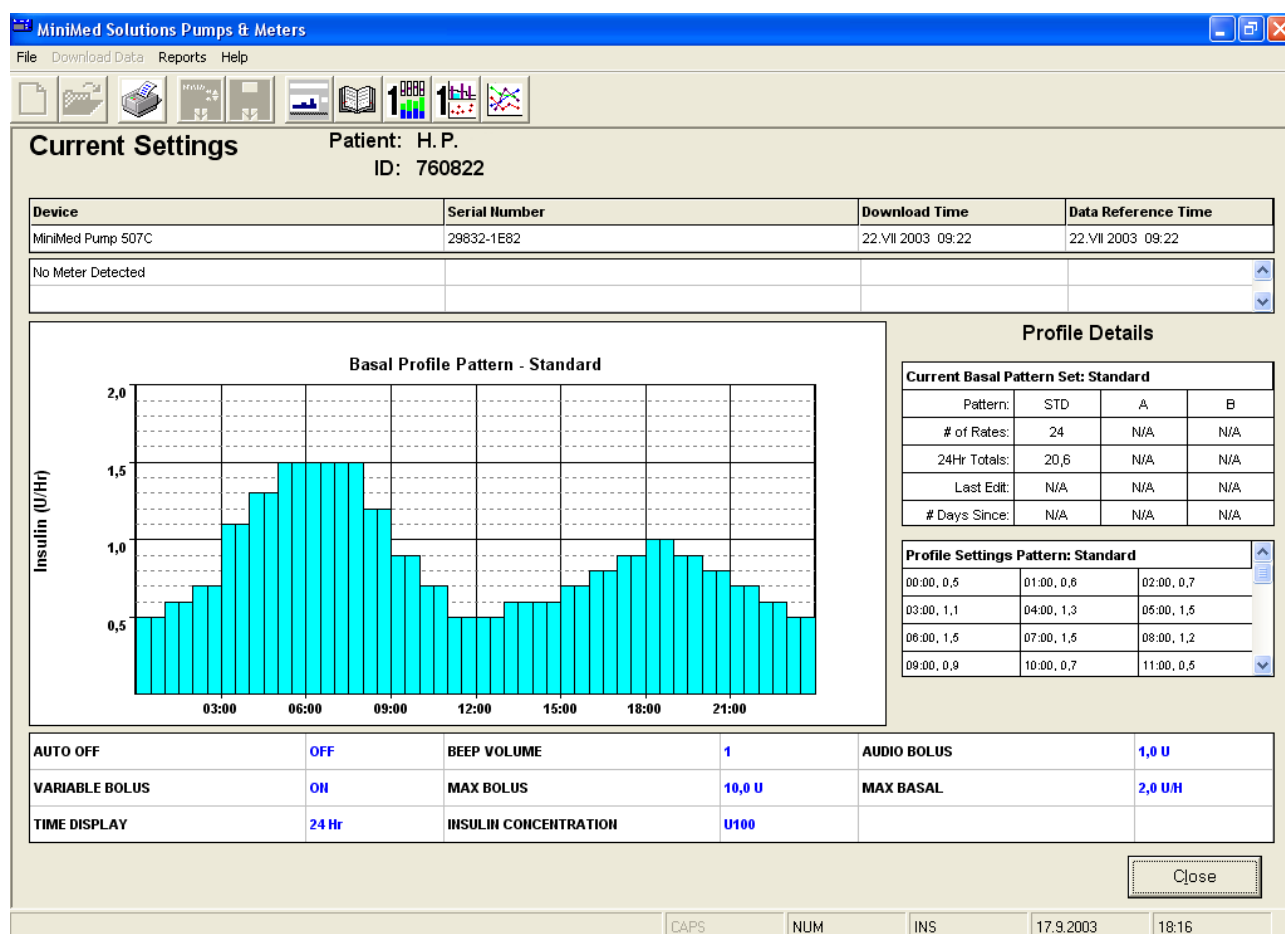 MiniMed Solutions Pumps & Meters
File Download Data Reports Help
Current Settings
Patient: H. P.
ID: 760822
Device Serial Number Download Time Data Reference Time
MiniMed Pump 507C 29832-1E82 22.VII 2003 09:22 22.VII 2003 09:22
No Meter Detected
Basal Profile Pattern - Standard
Insulin (U/Hr)
2,0
1,5
1,0
0,5
03:00 06:00 09:00 12:00 15:00 18:00 21:00
Profile Details
Current Basal Pattern Set: Standard
Pattern: STD A B
# of Rates: 24 N/A N/A
24Hr Totals: 20,6 N/A N/A
Last Edit: N/A N/A N/A
# Days Since: N/A N/A N/A
Profile Settings Pattern: Standard
00:00, 0,5 01:00, 0,6 02:00, 0,7
03:00, 1,1 04:00, 1,3 05:00, 1,5
06:00, 1,5 07:00, 1,5 08:00, 1,2
09:00, 0,9 10:00, 0,7 11:00, 0,5
AUTO OFF OFF BEEP VOLUME 1 AUDIO BOLUS 1,0 U
VARIABLE BOLUS ON MAX BOLUS 10,0 U MAX BASAL 2,0 U/H
TIME DISPLAY 24 Hr INSULIN CONCENTRATION U100
Close
CAPS NUM INS 17.9.2003 18:16